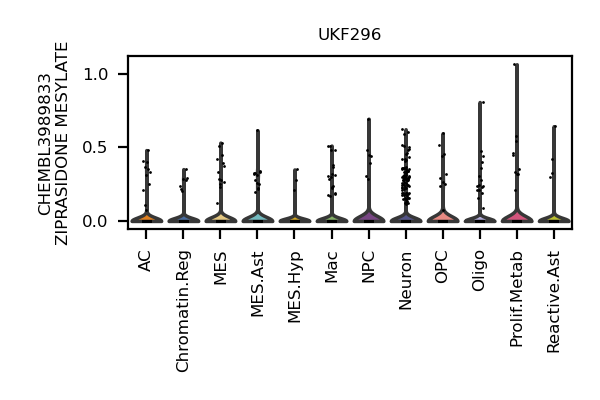 UKF296
CHEMBL3989833
ZIPRASIDONE MESYLATE
1.0
0.5
0.0
AC
Chromatin.Reg
MES
MES.Ast
MES.Hyp
Mac
NPC
Neuron
OPC
Oligo
Prolif.Metab
Reactive.Ast